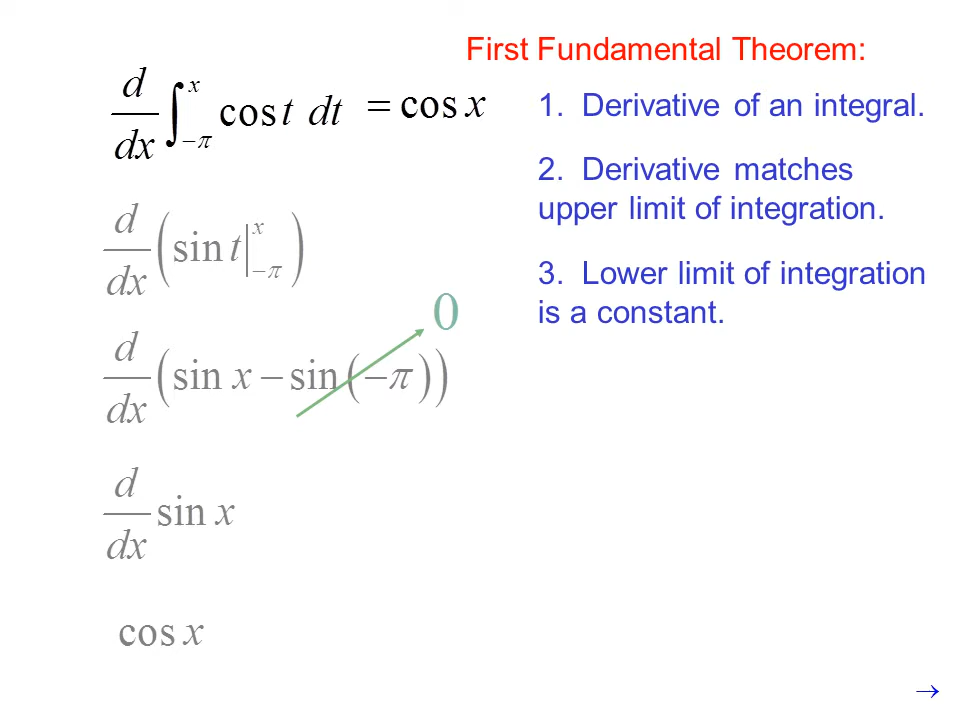 First Fundamental Theorem:
d/dx ∫_{−π}^{x} cos t dt = cos x
1. Derivative of an integral.
2. Derivative matches
upper limit of integration.
d/dx (sin t |_{−π}^{x})
3. Lower limit of integration
is a constant.
0
d/dx (sin x − sin (−π))
d/dx sin x
cos x
→